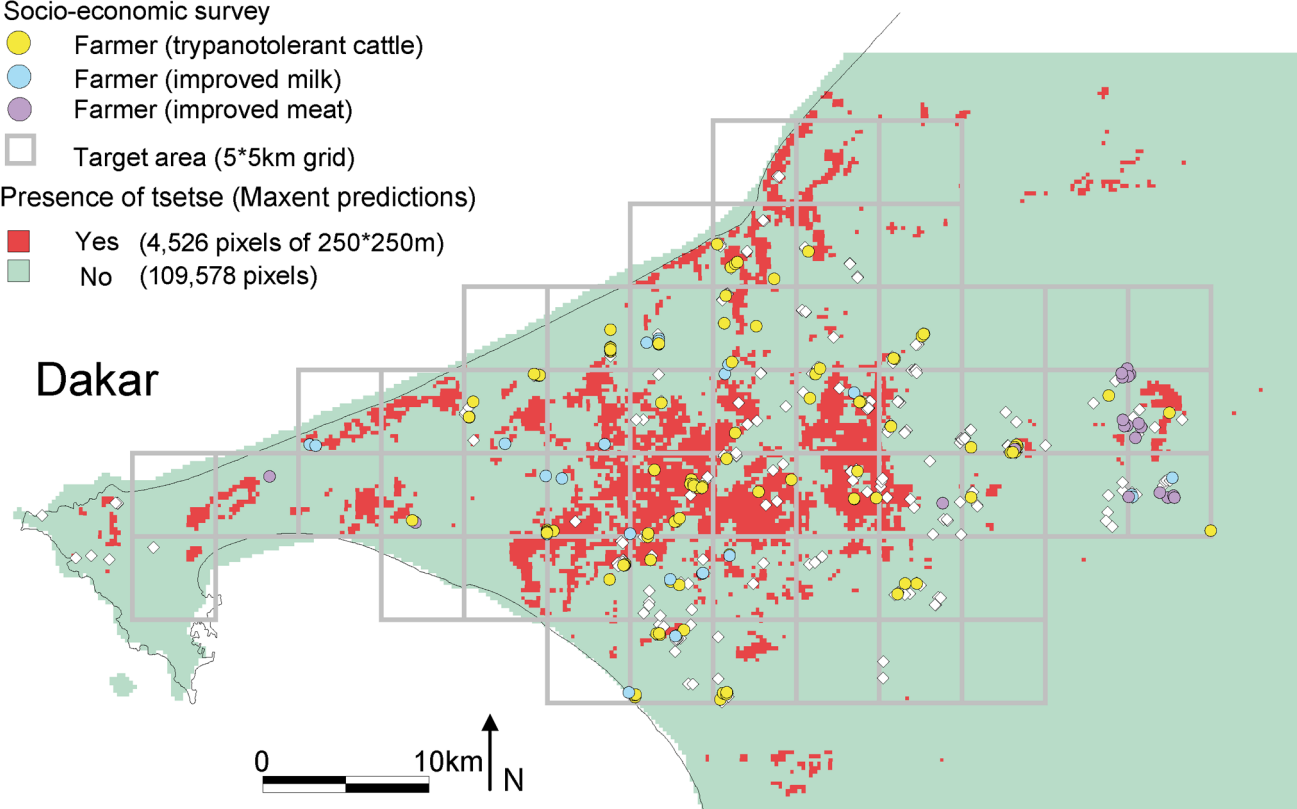 Socio-economic survey
Farmer (trypanotolerant cattle)
Farmer (improved milk)
Farmer (improved meat)
Target area (5*5km grid)
Presence of tsetse (Maxent predictions)
Yes (4,526 pixels of 250*250m)
No (109,578 pixels)
Dakar
0 10km N